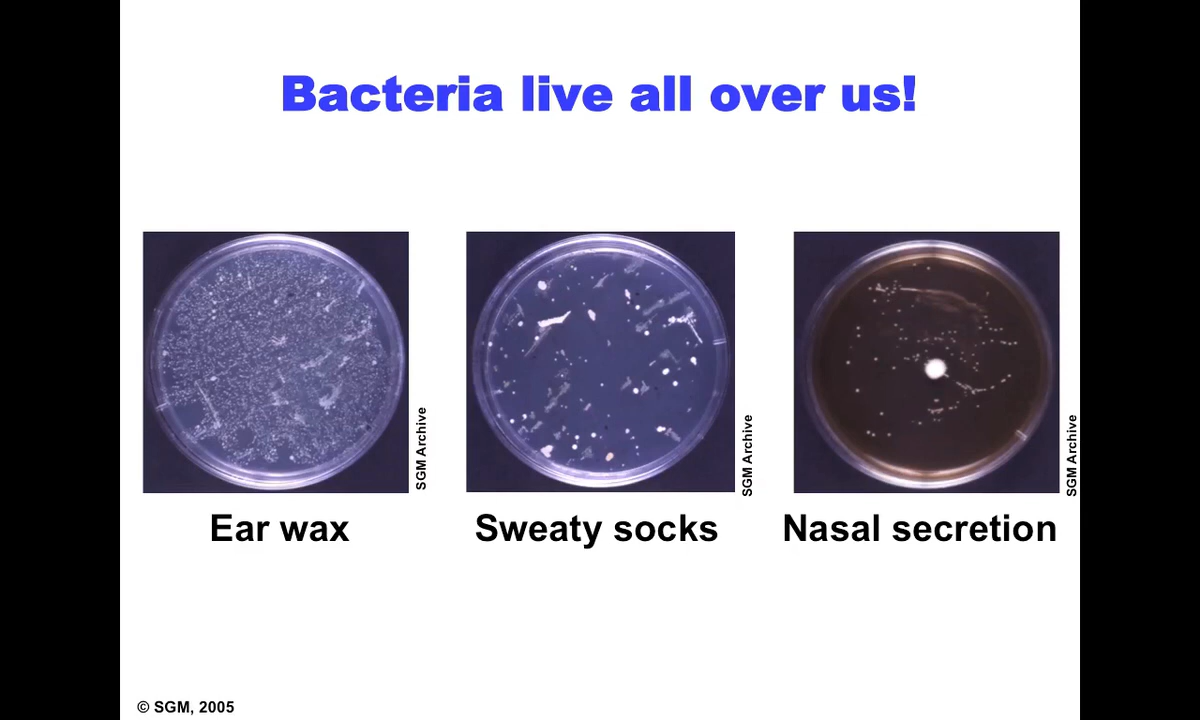 Bacteria live all over us!
SGM Archive
SGM Archive
SGM Archive
Ear wax
Sweaty socks
Nasal secretion
© SGM, 2005